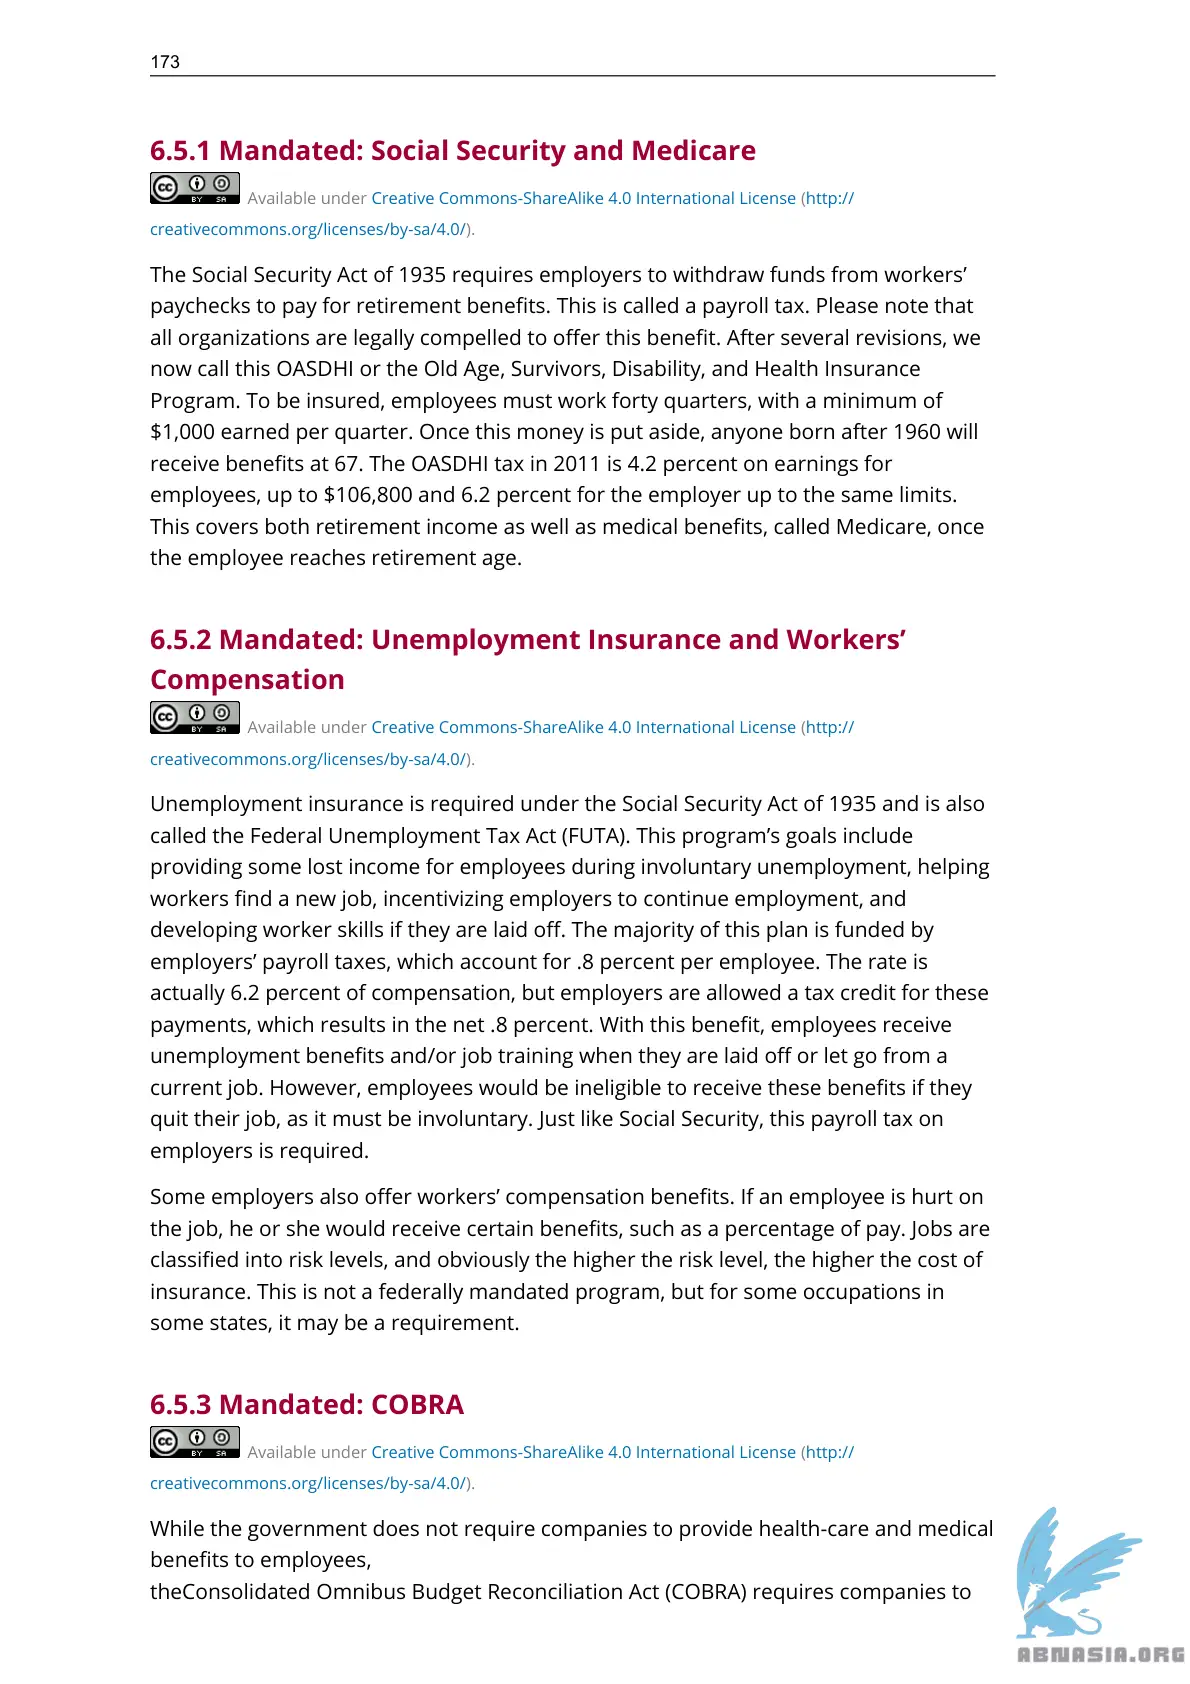 173
6.5.1 Mandated: Social Security and Medicare
cc BY SA Available under Creative Commons-ShareAlike 4.0 International License (http://
creativecommons.org/licenses/by-sa/4.0/).
The Social Security Act of 1935 requires employers to withdraw funds from workers’
paychecks to pay for retirement benefits. This is called a payroll tax. Please note that
all organizations are legally compelled to offer this benefit. After several revisions, we
now call this OASDHI or the Old Age, Survivors, Disability, and Health Insurance
Program. To be insured, employees must work forty quarters, with a minimum of
$1,000 earned per quarter. Once this money is put aside, anyone born after 1960 will
receive benefits at 67. The OASDHI tax in 2011 is 4.2 percent on earnings for
employees, up to $106,800 and 6.2 percent for the employer up to the same limits.
This covers both retirement income as well as medical benefits, called Medicare, once
the employee reaches retirement age.
6.5.2 Mandated: Unemployment Insurance and Workers’
Compensation
cc BY SA Available under Creative Commons-ShareAlike 4.0 International License (http://
creativecommons.org/licenses/by-sa/4.0/).
Unemployment insurance is required under the Social Security Act of 1935 and is also
called the Federal Unemployment Tax Act (FUTA). This program’s goals include
providing some lost income for employees during involuntary unemployment, helping
workers find a new job, incentivizing employers to continue employment, and
developing worker skills if they are laid off. The majority of this plan is funded by
employers’ payroll taxes, which account for .8 percent per employee. The rate is
actually 6.2 percent of compensation, but employers are allowed a tax credit for these
payments, which results in the net .8 percent. With this benefit, employees receive
unemployment benefits and/or job training when they are laid off or let go from a
current job. However, employees would be ineligible to receive these benefits if they
quit their job, as it must be involuntary. Just like Social Security, this payroll tax on
employers is required.
Some employers also offer workers’ compensation benefits. If an employee is hurt on
the job, he or she would receive certain benefits, such as a percentage of pay. Jobs are
classified into risk levels, and obviously the higher the risk level, the higher the cost of
insurance. This is not a federally mandated program, but for some occupations in
some states, it may be a requirement.
6.5.3 Mandated: COBRA
cc BY SA Available under Creative Commons-ShareAlike 4.0 International License (http://
creativecommons.org/licenses/by-sa/4.0/).
While the government does not require companies to provide health-care and medical
benefits to employees,
theConsolidated Omnibus Budget Reconciliation Act (COBRA) requires companies to
ABNASIA.ORG